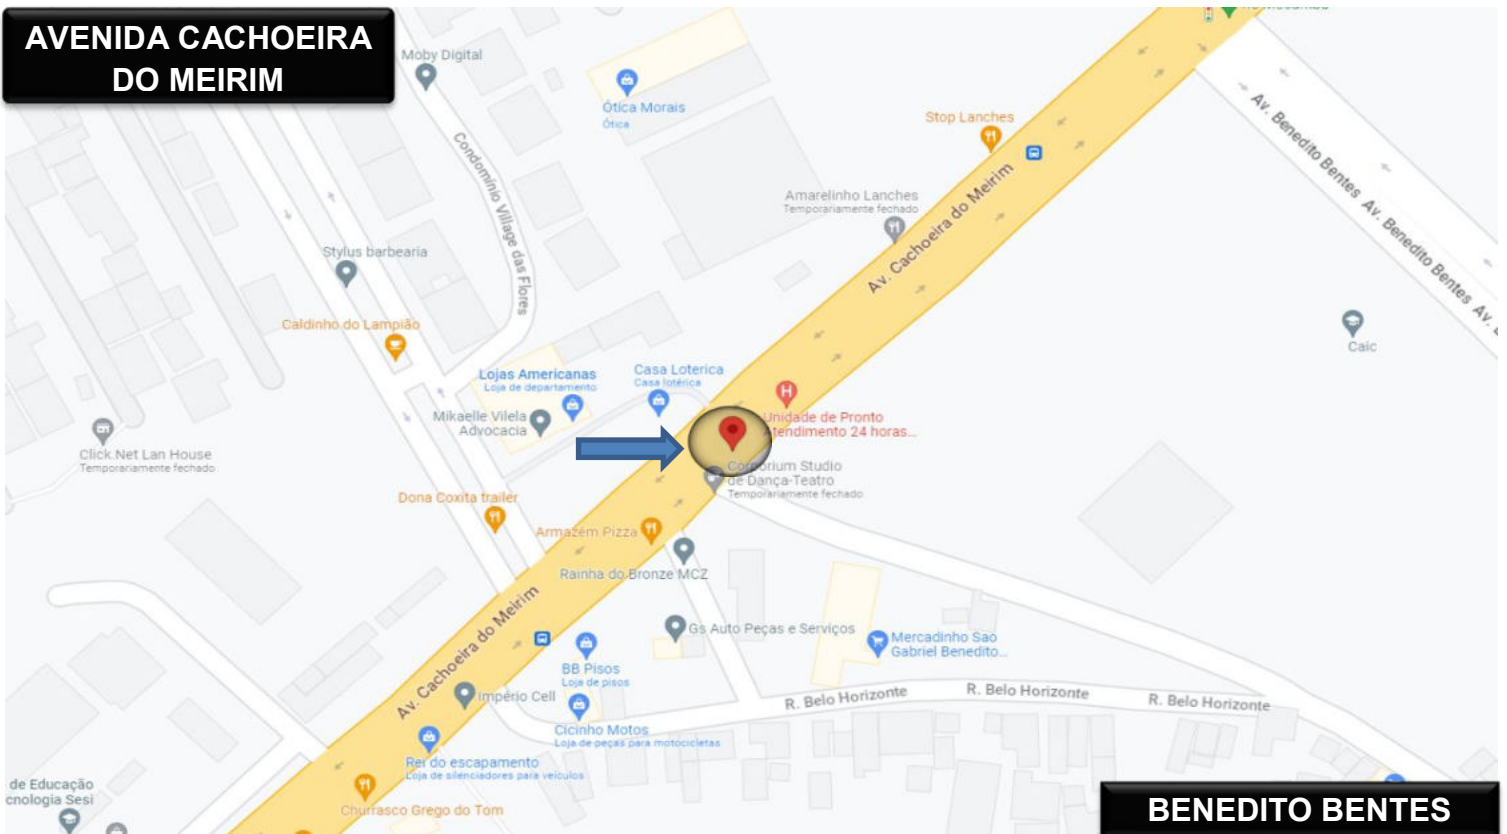 AVENIDA CACHOEIRA
DO MEIRIM
Moby Digital
Ótica Morais
Ótica
Stop Lanches
Condomínio Village das Flores
Amarelinho Lanches
Temporariamente fechado
Av. Cachoeira do Meirim
Av. Benedito Bentes
Av. Benedito Bentes
Stylus barbearia
Caldinho do Lampião
Caic
Lojas Americanas
Loja de departamento
Casa Loterica
Casa lotérica
Mikaelle Vilela
Advocacia
Unidade de Pronto
Atendimento 24 horas...
Click.Net Lan House
Temporariamente fechado
Corporium Studio
de Dança-Teatro
Temporariamente fechado
Dona Coxita trailer
Armazém Pizza
Rainha do Bronze MCZ
Av. Cachoeira do Meirim
Gs Auto Peças e Serviços
Mercadinho Sao
Gabriel Benedito...
BB Pisos
Loja de pisos
Império Cell
R. Belo Horizonte
R. Belo Horizonte
R. Belo Horizonte
Cicinho Motos
Loja de peças para motocicletas
Rei do escapamento
Loja de silenciadores para veículos
de Educação
cnologia Sesi
Churrasco Grego do Tom
BENEDITO BENTES